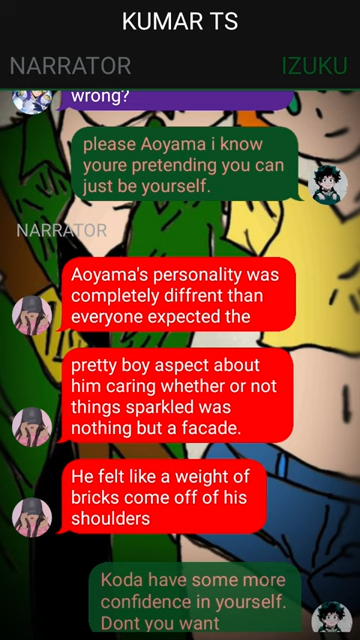 KUMAR TS
NARRATOR IZUKU
wrong?
please Aoyama i know
youre pretending you can
just be yourself.
NARRATOR
Aoyama's personality was
completely diffrent than
everyone expected the
pretty boy aspect about
him caring whether or not
things sparkled was
nothing but a facade.
He felt like a weight of
bricks come off of his
shoulders
Koda have some more
confidence in yourself.
Dont you want